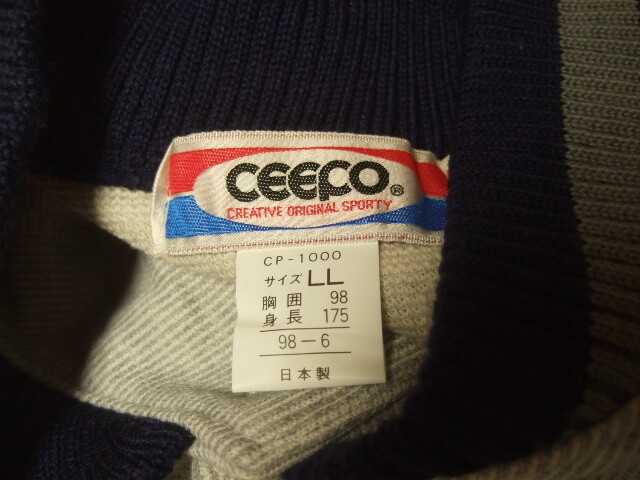 CEEPO®
CREATIVE ORIGINAL SPORTY
CP-1000
サイズ LL
胸囲 98
身長 175
98-6
日本製